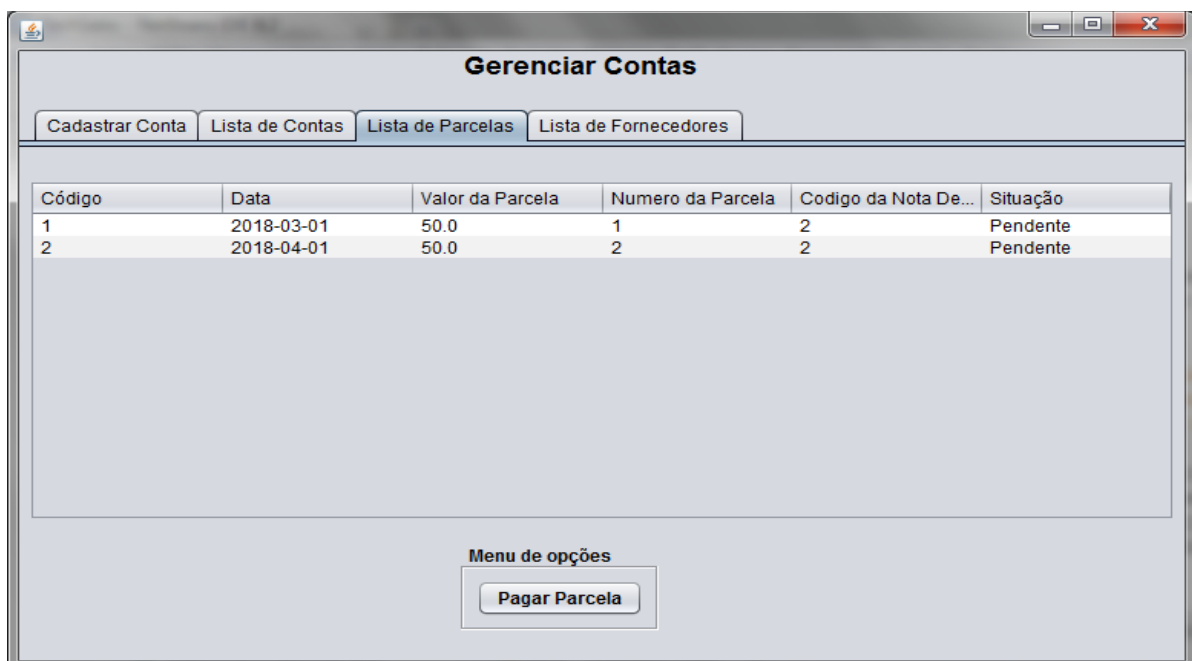 Gerenciar Contas
Cadastrar Conta Lista de Contas Lista de Parcelas Lista de Fornecedores
Código Data Valor da Parcela Numero da Parcela Codigo da Nota De... Situação
1 2018-03-01 50.0 1 2 Pendente
2 2018-04-01 50.0 2 2 Pendente
Menu de opções
Pagar Parcela